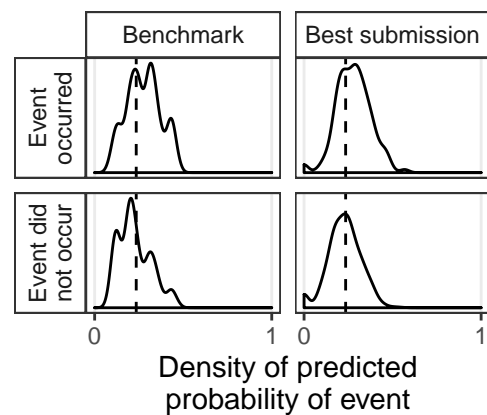 Benchmark
Best submission
Event
occurred
Event did
not occur
0
1
0
1
Density of predicted
probability of event